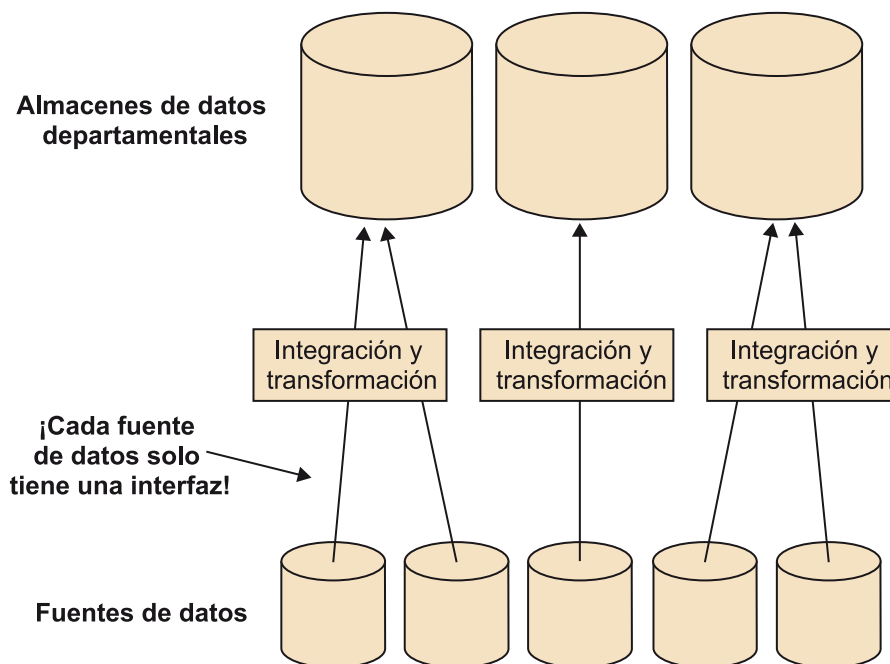 Almacenes de datos
departamentales
Integración y
transformación
Integración y
transformación
Integración y
transformación
¡Cada fuente
de datos solo
tiene una interfaz!
Fuentes de datos